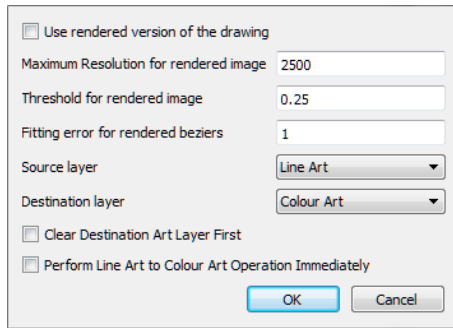 Use rendered version of the drawing
Maximum Resolution for rendered image 2500
Threshold for rendered image 0.25
Fitting error for rendered beziers 1
Source layer Line Art
Destination layer Colour Art
Clear Destination Art Layer First
Perform Line Art to Colour Art Operation Immediately
OK Cancel